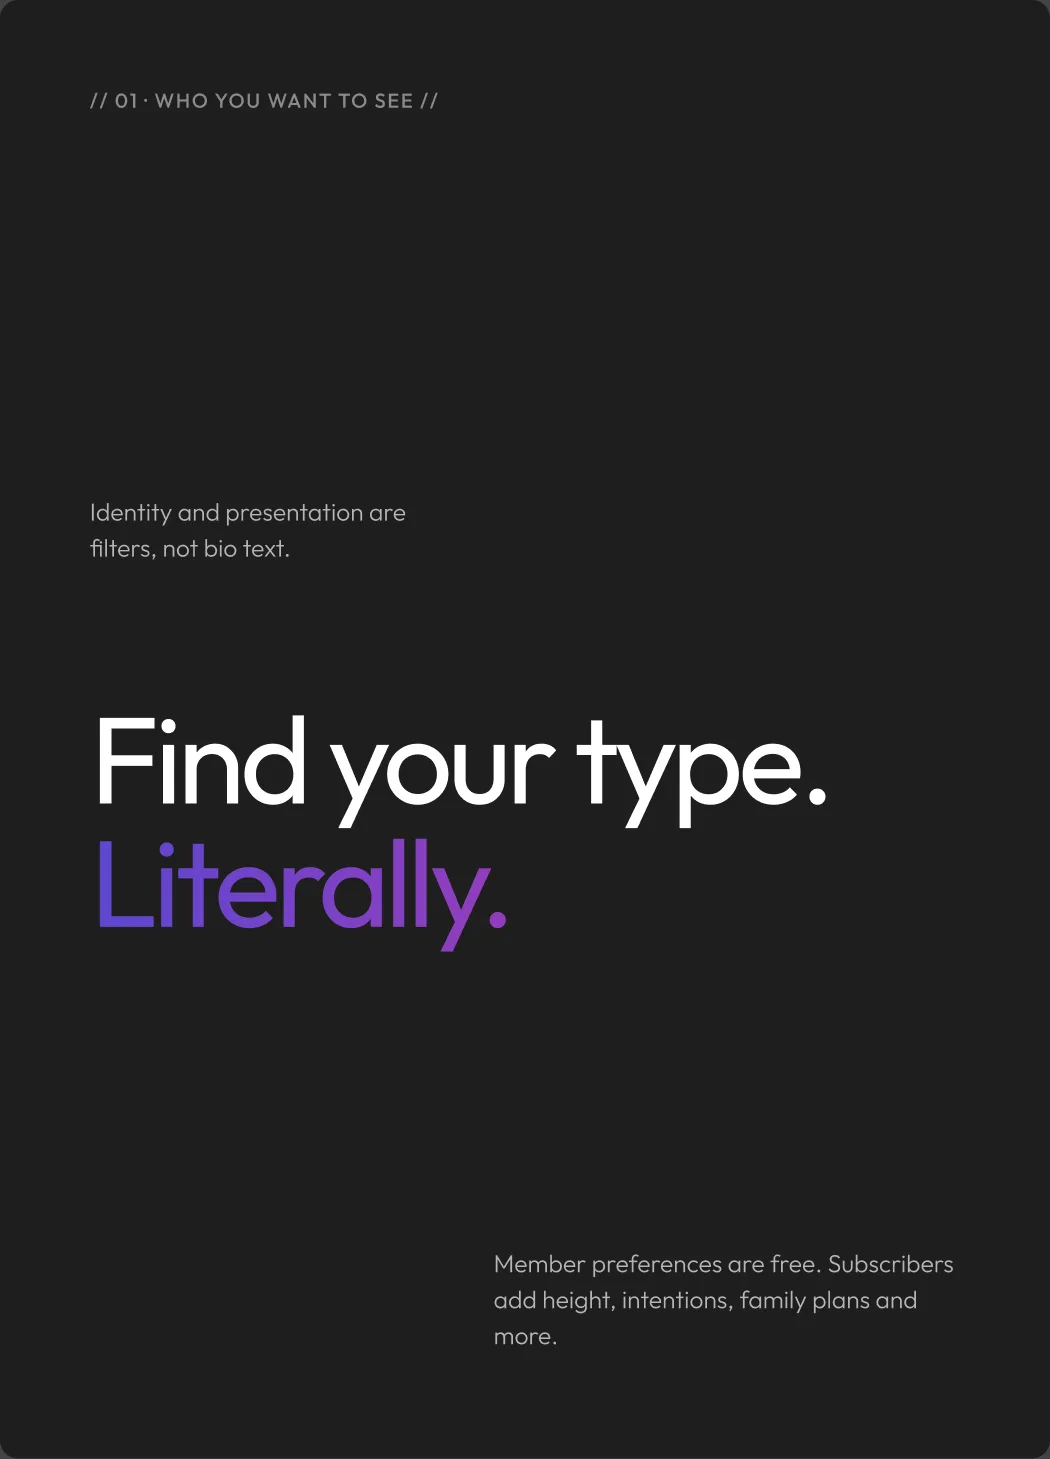 // 01 · WHO YOU WANT TO SEE //
Identity and presentation are
filters, not bio text.
Find your type.
Literally.
Member preferences are free. Subscribers
add height, intentions, family plans and
more.